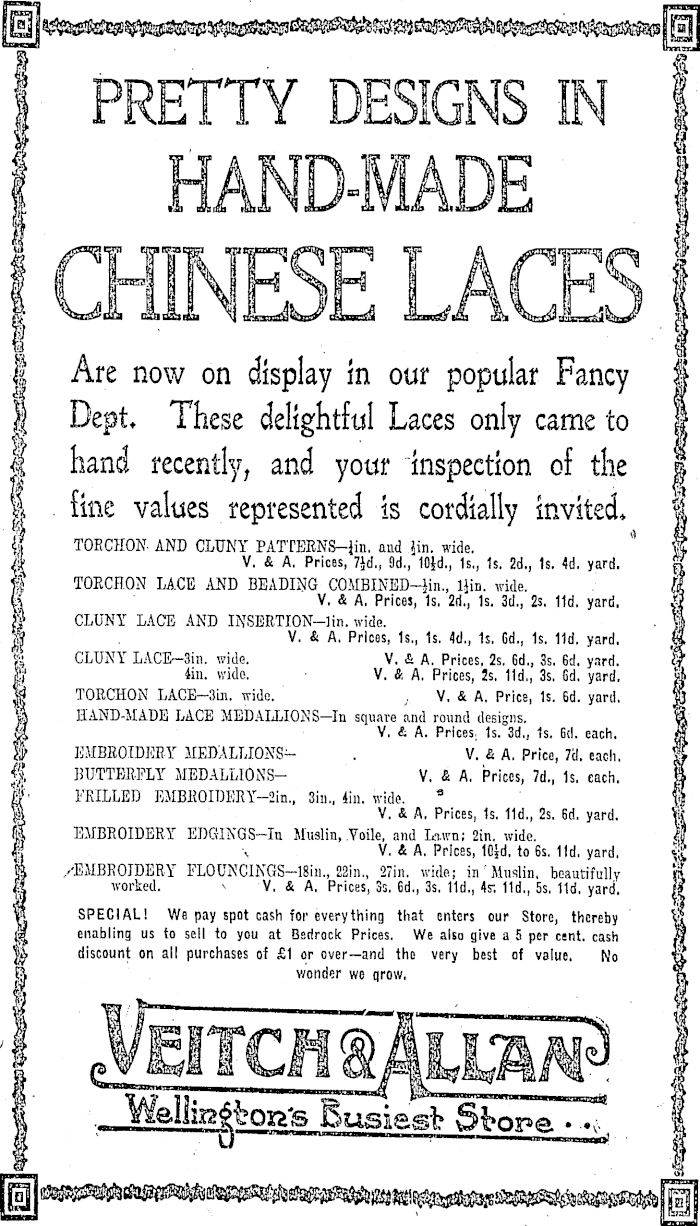 PRETTY DESIGNS IN
HAND-MADE
CHINESE LACES
Are now on display in our popular Fancy
Dept. These delightful Laces only came to
hand recently, and your inspection of the
fine values represented is cordially invited.
TORCHON AND CLUNY PATTERNS—in. and in. wide.
V. & A. Prices, 7½d., 9d., 10½d., 1s., 1s. 2d., 1s. 4d. yard.
TORCHON LACE AND BEADING COMBINED—in., in. wide.
V. & A. Prices, 1s. 2d., 1s. 3d., 2s. 11d. yard.
CLUNY LACE AND INSERTION—1in. wide.
V. & A. Prices, 1s., 1s. 4d., 1s. 6d., 1s. 11d. yard.
CLUNY LACE—3in. wide. V. & A. Prices, 2s. 6d., 3s. 6d. yard.
4in. wide. V. & A. Prices, 2s. 11d., 3s. 6d. yard.
TORCHON LACE—3in. wide. V. & A. Price, 1s. 6d. yard.
HAND-MADE LACE MEDALLIONS—In square and round designs.
V. & A. Prices, 1s. 3d., 1s. 6d. each.
EMBROIDERY MEDALLIONS— V. & A. Price, 7d. each.
BUTTERFLY MEDALLIONS— V. & A. Prices, 7d., 1s. each.
FRILLED EMBROIDERY—2in., 3in., 4in. wide.
V. & A. Prices, 1s. 11d., 2s. 6d. yard.
EMBROIDERY EDGINGS—In Muslin, Voile, and Lawn; 2in. wide.
V. & A. Prices, 10½d. to 6s. 11d. yard.
EMBROIDERY FLOUNCINGS—18in., 22in., 27in. wide; in Muslin, beautifully
worked. V. & A. Prices, 3s. 6d., 3s. 11d., 4s. 11d., 5s. 11d. yard.
SPECIAL! We pay spot cash for everything that enters our Store, thereby
enabling us to sell to you at Bedrock Prices. We also give a 5 per cent. cash
discount on all purchases of £1 or over—and the very best of value. No
wonder we grow.
VEITCH & ALLAN
Wellington's Busiest Store . . .